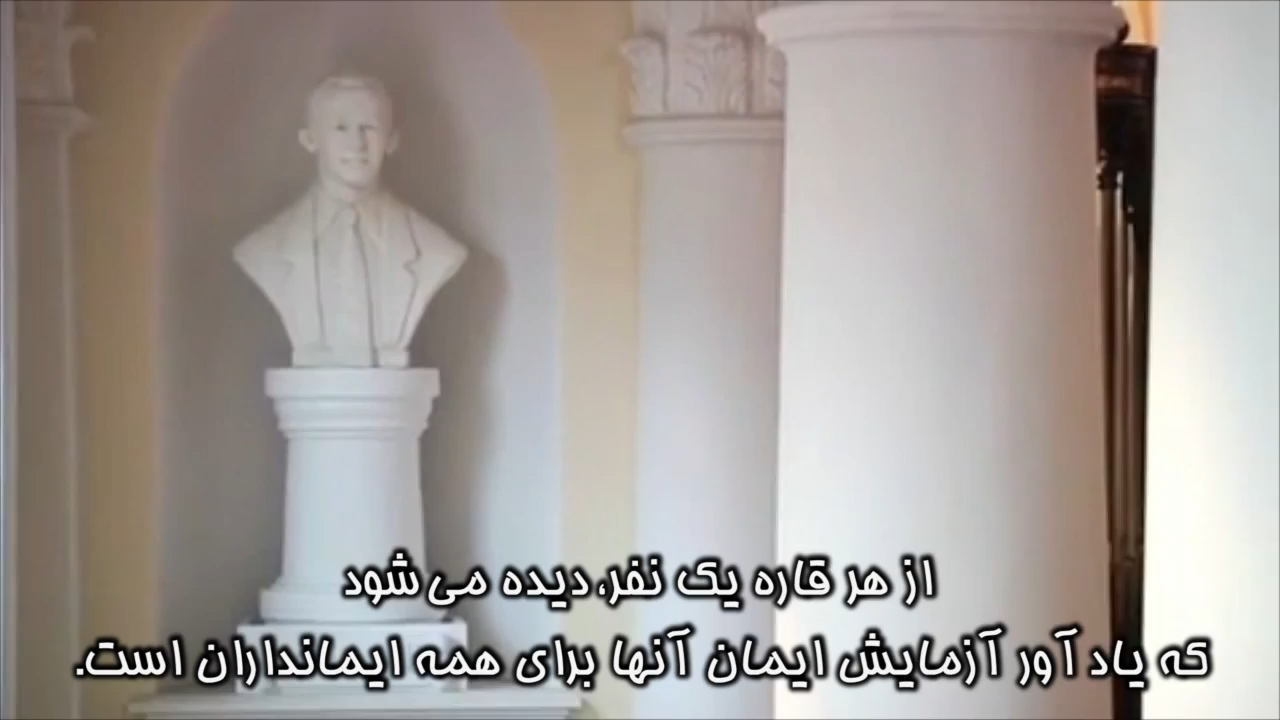 از هر قاره یک نفر، دیده می شود
که یاد آور آزمایش ایمان آنها برای همه ایمانداران است.